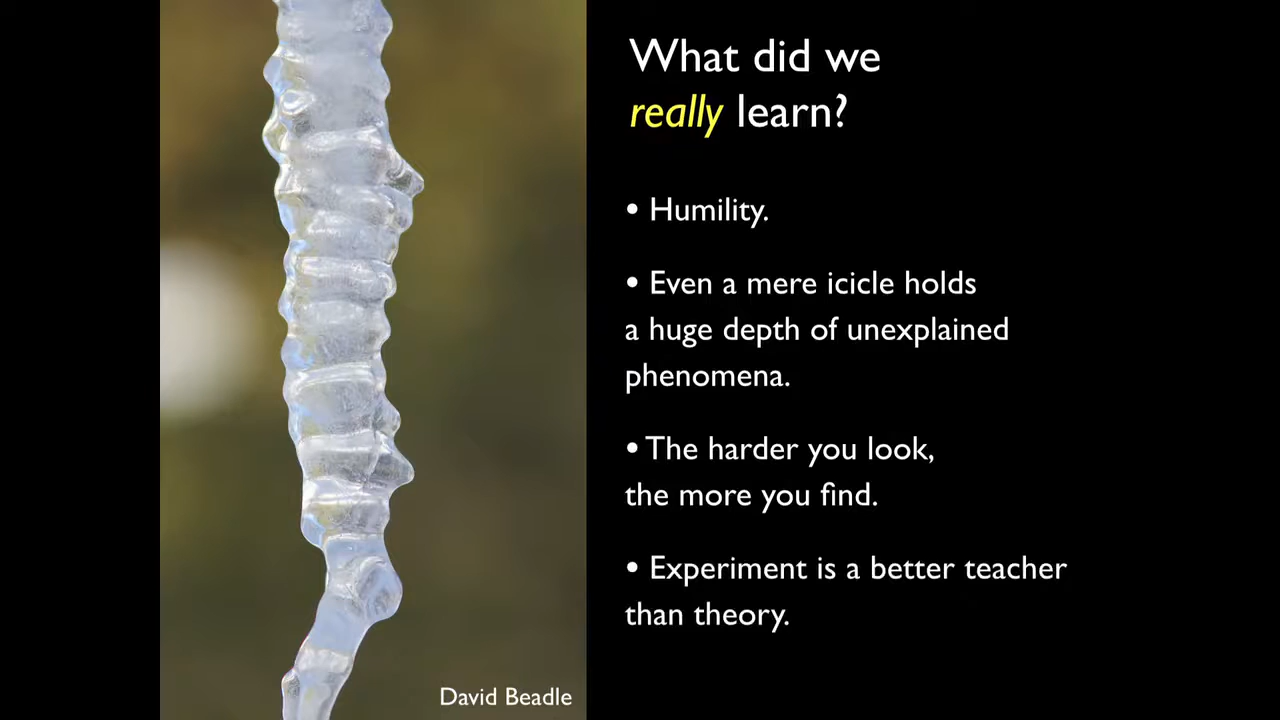 What did we
really learn?
• Humility.
• Even a mere icicle holds
a huge depth of unexplained
phenomena.
• The harder you look,
the more you find.
• Experiment is a better teacher
than theory.
David Beadle